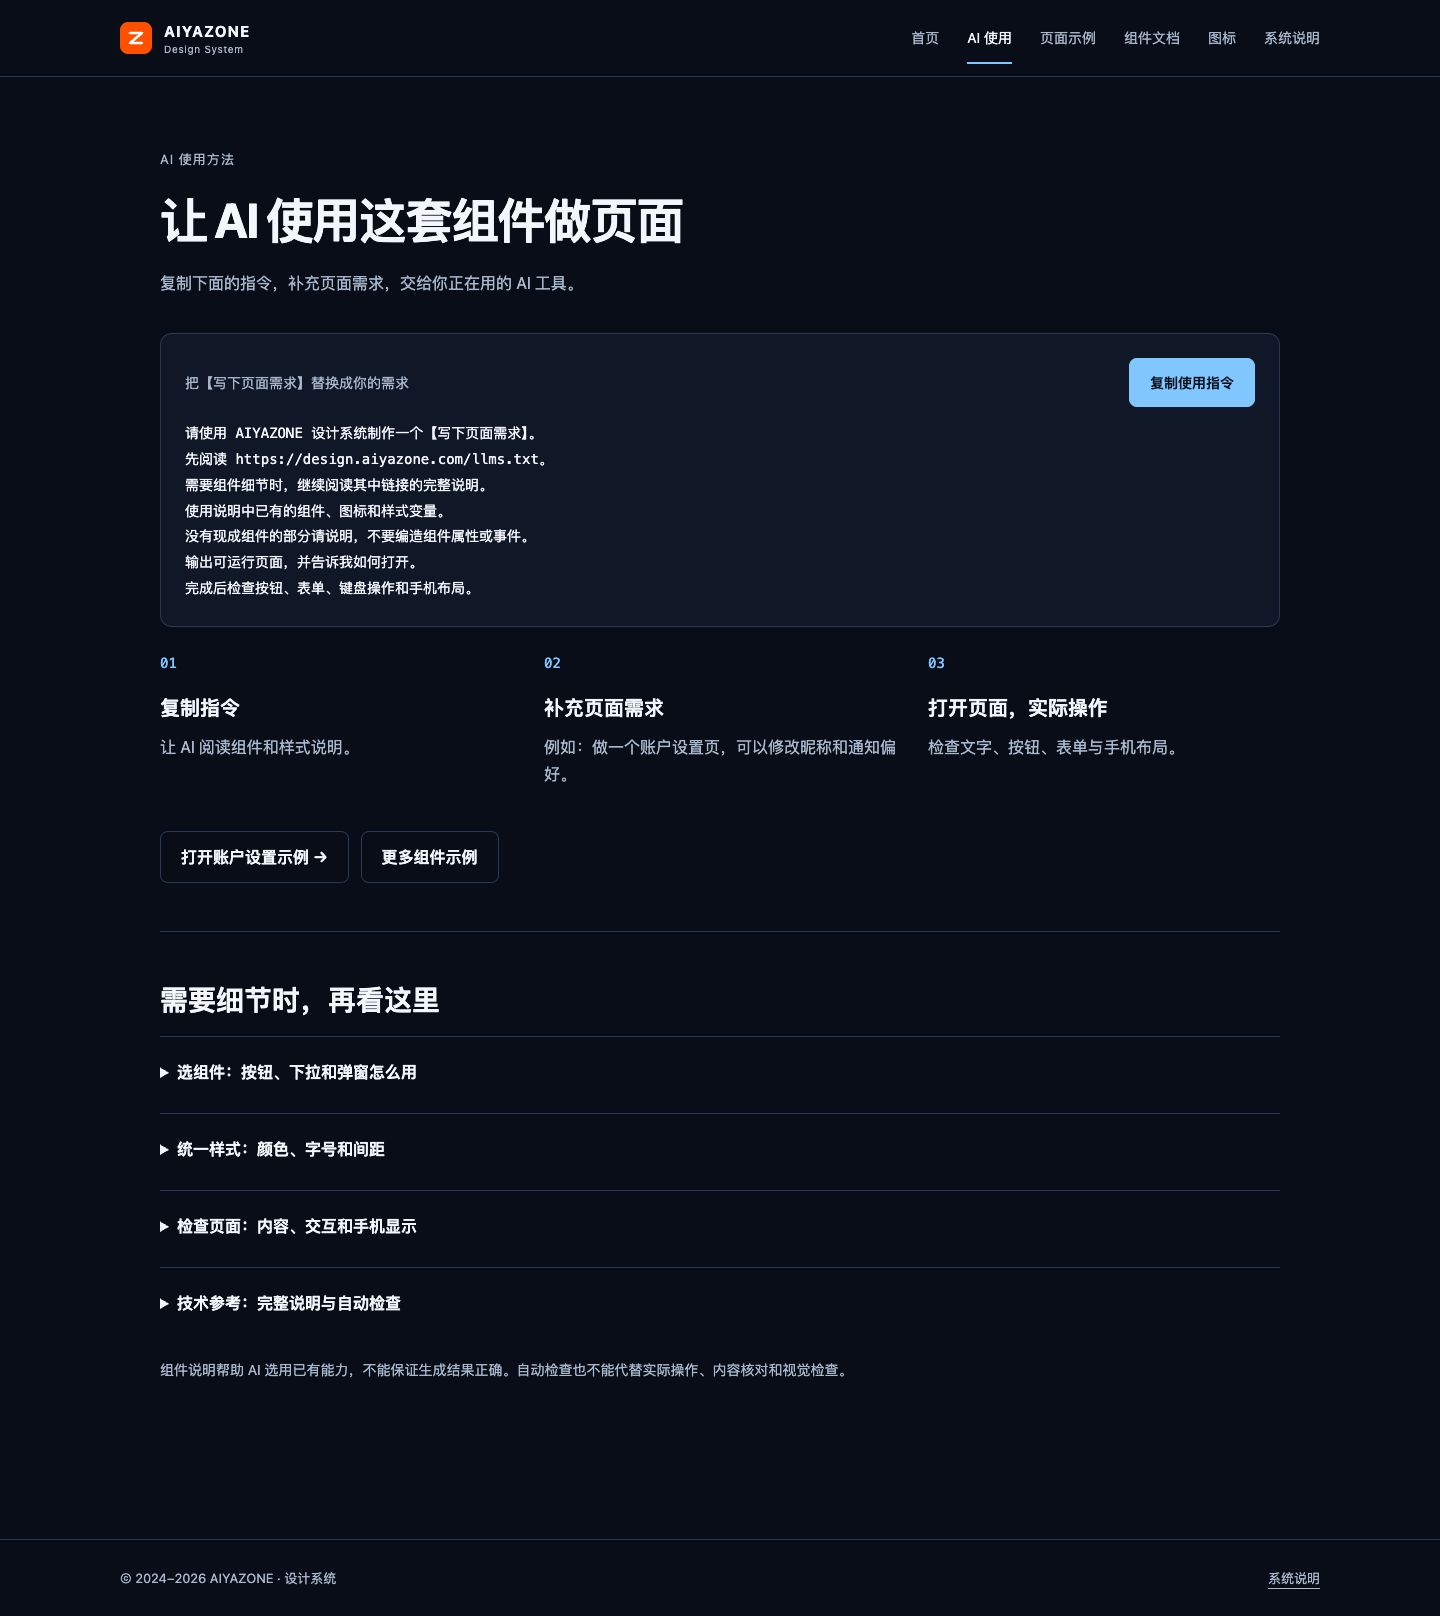 AIYAZONE
Design System
首页
AI 使用
页面示例
组件文档
图标
系统说明
AI 使用方法
让 AI 使用这套组件做页面
复制下面的指令，补充页面需求，交给你正在用的 AI 工具。
把【写下页面需求】替换成你的需求
复制使用指令
请使用 AIYAZONE 设计系统制作一个【写下页面需求】。
先阅读 https://design.aiyazone.com/llms.txt。
需要组件细节时，继续阅读其中链接的完整说明。
使用说明中已有的组件、图标和样式变量。
没有现成组件的部分请说明，不要编造组件属性或事件。
输出可运行页面，并告诉我如何打开。
完成后检查按钮、表单、键盘操作和手机布局。
01
复制指令
让 AI 阅读组件和样式说明。
02
补充页面需求
例如：做一个账户设置页，可以修改昵称和通知偏
好。
03
打开页面，实际操作
检查文字、按钮、表单与手机布局。
打开账户设置示例 →
更多组件示例
需要细节时，再看这里
选组件：按钮、下拉和弹窗怎么用
统一样式：颜色、字号和间距
检查页面：内容、交互和手机显示
技术参考：完整说明与自动检查
组件说明帮助 AI 选用已有能力，不能保证生成结果正确。自动检查也不能代替实际操作、内容核对和视觉检查。
© 2024–2026 AIYAZONE · 设计系统
系统说明